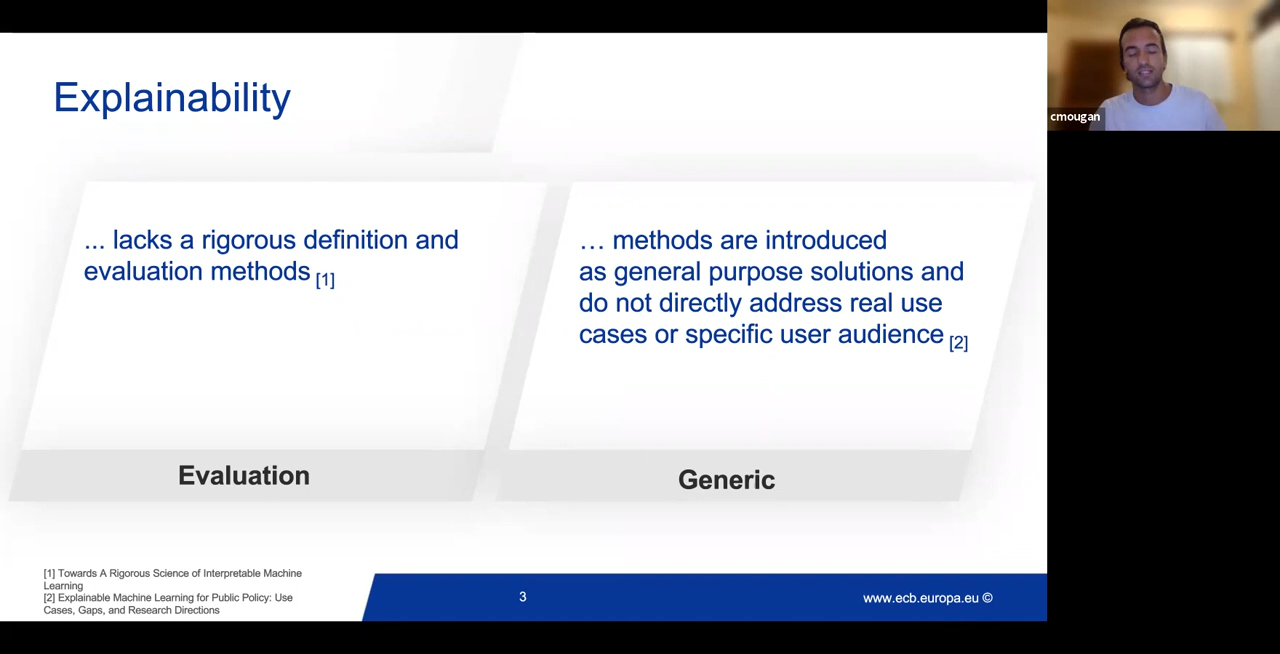 Explainability
cmougan
... lacks a rigorous definition and
evaluation methods [1]
Evaluation
… methods are introduced
as general purpose solutions and
do not directly address real use
cases or specific user audience [2]
Generic
[1] Towards A Rigorous Science of Interpretable Machine
Learning
[2] Explainable Machine Learning for Public Policy: Use
Cases, Gaps, and Research Directions
3
www.ecb.europa.eu ©